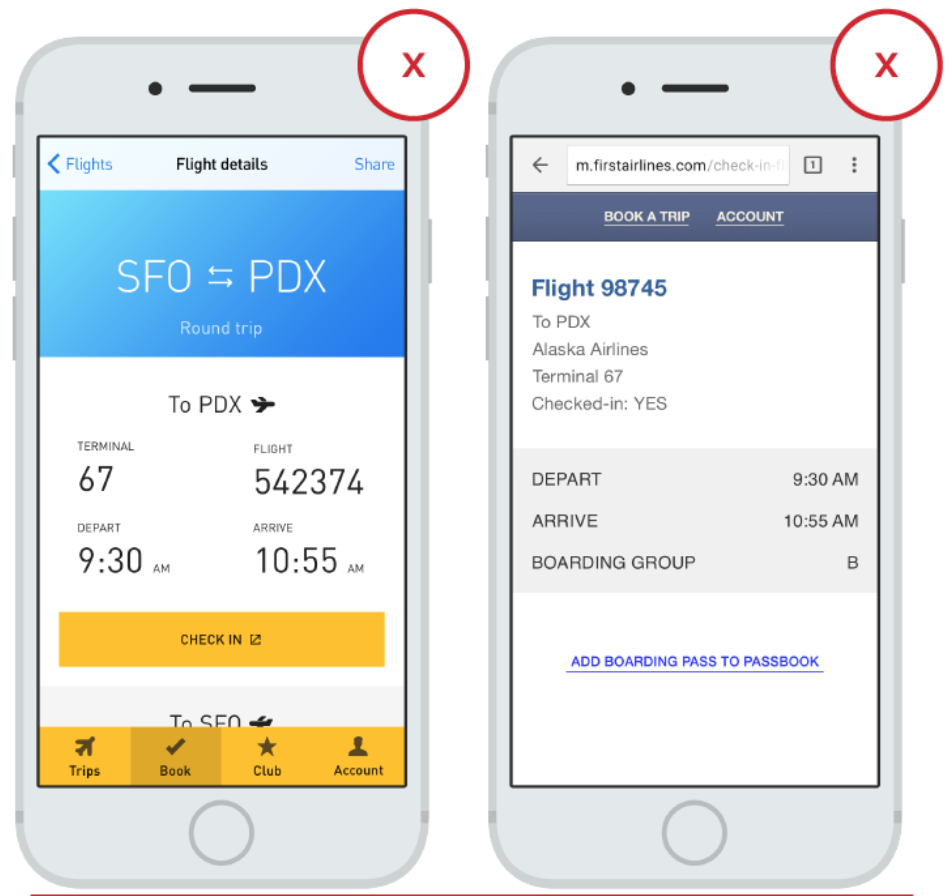 X
Flights Flight details Share
SFO ⇆ PDX
Round trip
To PDX
TERMINAL FLIGHT
67 542374
DEPART ARRIVE
9:30 AM 10:55 AM
CHECK IN
To SFO
Trips Book Club Account
X
m.firstairlines.com/check-in-fl 1
BOOK A TRIP ACCOUNT
Flight 98745
To PDX
Alaska Airlines
Terminal 67
Checked-in: YES
DEPART 9:30 AM
ARRIVE 10:55 AM
BOARDING GROUP B
ADD BOARDING PASS TO PASSBOOK